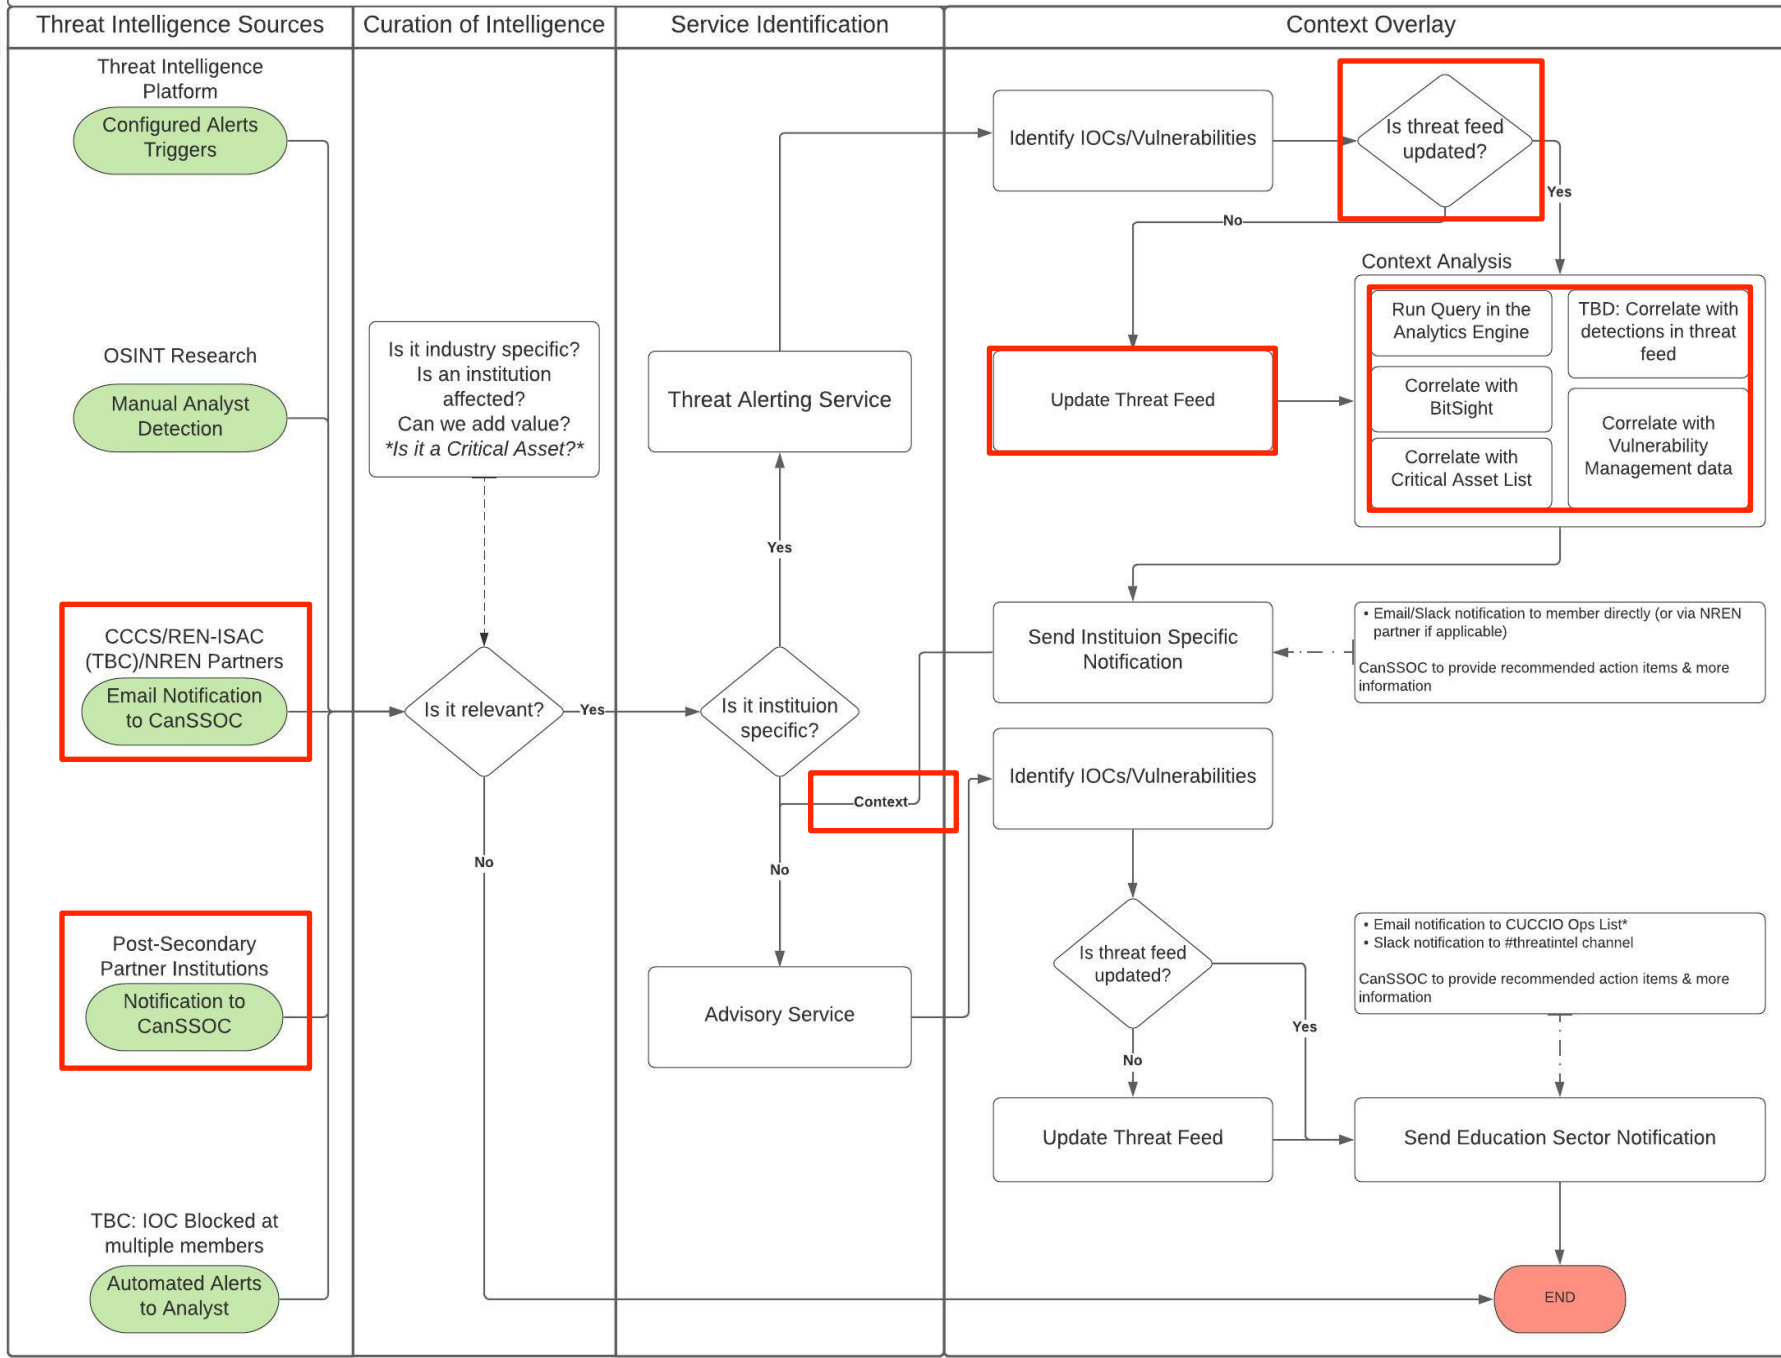 Threat Intelligence Sources
Curation of Intelligence
Service Identification
Context Overlay
Threat Intelligence
Platform
Configured Alerts
Triggers
OSINT Research
Manual Analyst
Detection
CCCS/REN-ISAC
(TBC)/NREN Partners
Email Notification
to CanSSOC
Post-Secondary
Partner Institutions
Notification to
CanSSOC
TBC: IOC Blocked at
multiple members
Automated Alerts
to Analyst
Is it industry specific?
Is an institution
affected?
Can we add value?
*Is it a Critical Asset?*
Is it relevant?
Yes
No
Threat Alerting Service
Yes
Is it instituion
specific?
Context
No
Advisory Service
Identify IOCs/Vulnerabilities
Is threat feed
updated?
Yes
No
Update Threat Feed
Context Analysis
Run Query in the
Analytics Engine
Correlate with
BitSight
Correlate with
Critical Asset List
TBD: Correlate with
detections in threat
feed
Correlate with
Vulnerability
Management data
Send Instituion Specific
Notification
• Email/Slack notification to member directly (or via NREN
partner if applicable)
CanSSOC to provide recommended action items & more
information
Identify IOCs/Vulnerabilities
Is threat feed
updated?
Yes
No
Update Threat Feed
• Email notification to CUCCIO Ops List*
• Slack notification to #threatintel channel
CanSSOC to provide recommended action items & more
information
Send Education Sector Notification
END